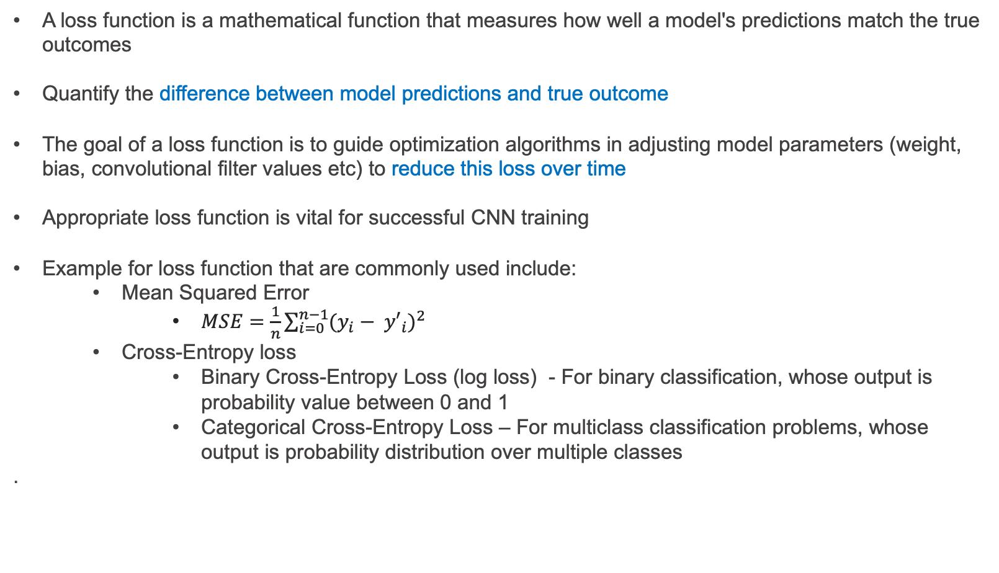 • A loss function is a mathematical function that measures how well a model's predictions match the true
outcomes
• Quantify the difference between model predictions and true outcome
• The goal of a loss function is to guide optimization algorithms in adjusting model parameters (weight,
bias, convolutional filter values etc) to reduce this loss over time
• Appropriate loss function is vital for successful CNN training
• Example for loss function that are commonly used include:
• Mean Squared Error
• $MSE = \frac{1}{n}\sum_{i=0}^{n-1}(y_i - y'_i)^2$
• Cross-Entropy loss
• Binary Cross-Entropy Loss (log loss)  - For binary classification, whose output is
probability value between 0 and 1
• Categorical Cross-Entropy Loss – For multiclass classification problems, whose
output is probability distribution over multiple classes
.